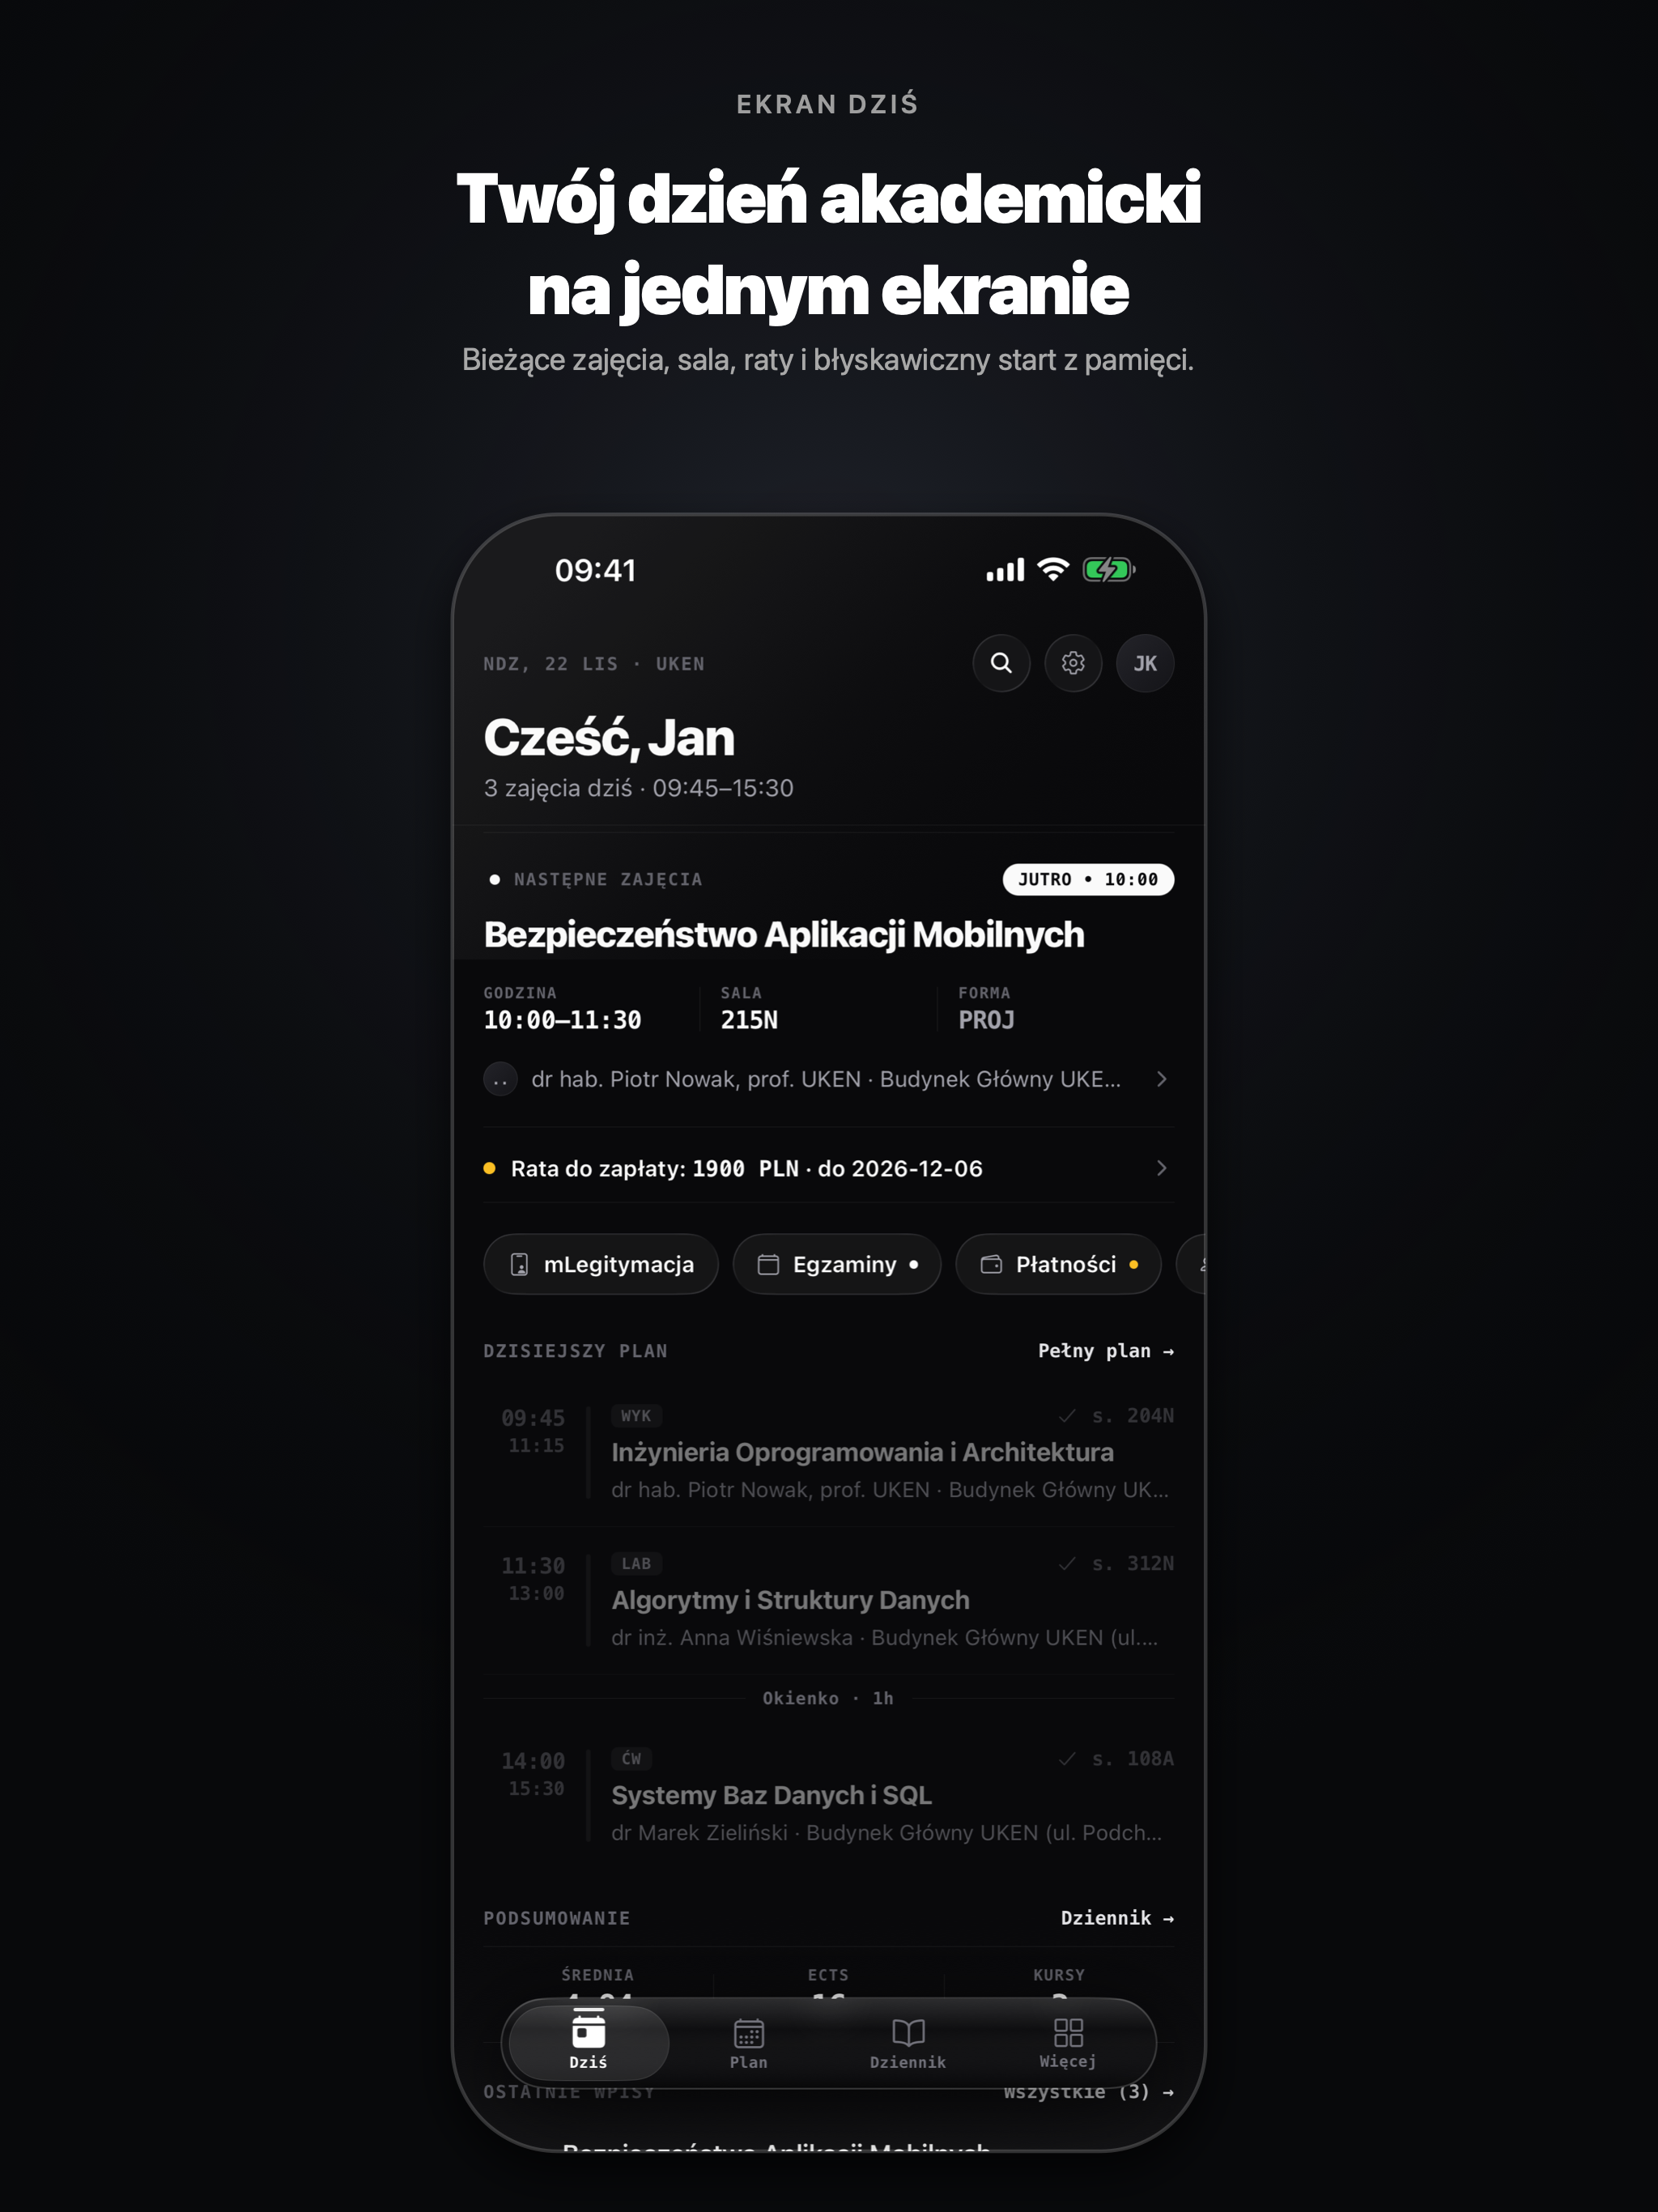 EKRAN DZIŚ
Twój dzień akademicki
na jednym ekranie
Bieżące zajęcia, sala, raty i błyskawiczny start z pamięci.
09:41
NDZ, 22 LIS · UKEN
JK
Cześć, Jan
3 zajęcia dziś · 09:45–15:30
NASTĘPNE ZAJĘCIA
JUTRO • 10:00
Bezpieczeństwo Aplikacji Mobilnych
GODZINA SALA FORMA
10:00–11:30 215N PROJ
.. dr hab. Piotr Nowak, prof. UKEN · Budynek Główny UKE...
Rata do zapłaty: 1900 PLN · do 2026-12-06
mLegitymacja Egzaminy • Płatności •
DZISIEJSZY PLAN Pełny plan →
09:45 WYK ✓ s. 204N
11:15 Inżynieria Oprogramowania i Architektura
dr hab. Piotr Nowak, prof. UKEN · Budynek Główny UK...
11:30 LAB ✓ s. 312N
13:00 Algorytmy i Struktury Danych
dr inż. Anna Wiśniewska · Budynek Główny UKEN (ul....
Okienko · 1h
14:00 ĆW ✓ s. 108A
15:30 Systemy Baz Danych i SQL
dr Marek Zieliński · Budynek Główny UKEN (ul. Podch...
PODSUMOWANIE Dziennik →
ŚREDNIA ECTS KURSY
Dziś Plan Dziennik Więcej
OSTATNIE WPISY Wszystkie (3) →
Bezpieczeństwo Aplikacji Mobilnych